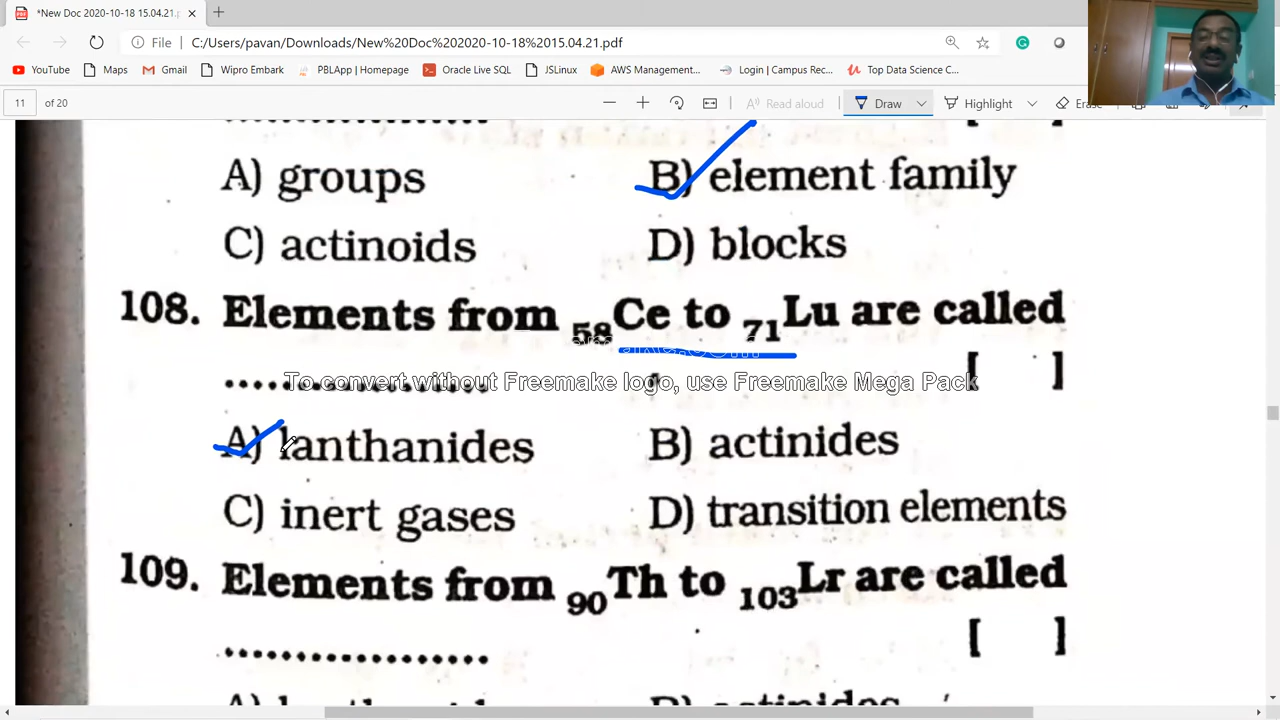 *New Doc 2020-10-18 15.04.21.p
File C:/Users/pavan/Downloads/New%20Doc%202020-10-18%2015.04.21.pdf
YouTube Maps Gmail Wipro Embark PBLApp | Homepage Oracle Live SQL. JSLinux AWS Management... Login | Campus Rec... Top Data Science C...
11 of 20 Read aloud Draw Highlight Erase
A) groups B) element family
C) actinoids D) blocks
108. Elements from 58Ce to 71Lu are called
.................... [ ]
To convert without Freemake logo, use Freemake Mega Pack
A) lanthanides B) actinides
C) inert gases D) transition elements
109. Elements from 90Th to 103Lr are called
.................... [ ]